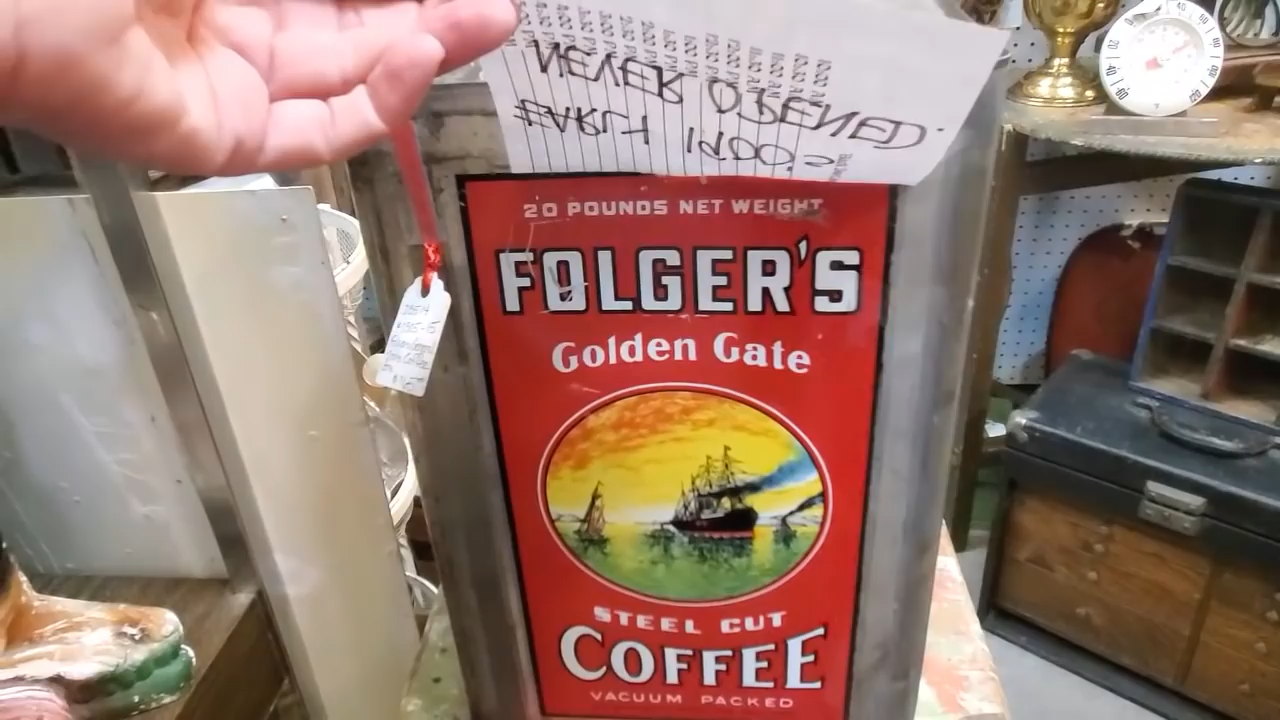 NEVER OPENED.
EARLY 1900's
20 POUNDS NET WEIGHT
FOLGER'S
Golden Gate
STEEL CUT
COFFEE
VACUUM PACKED